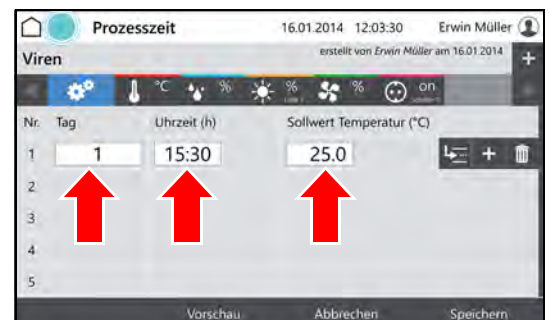 Prozesszeit 16.01.2014 12:03:30 Erwin Müller
Viren erstellt von Erwin Müller am 16.01.2014 +
°C % % % on
Nr. Tag Uhrzeit (h) Sollwert Temperatur (°C)
1 1 15:30 25.0 +
2
3
4
5
Vorschau Abbrechen Speichern